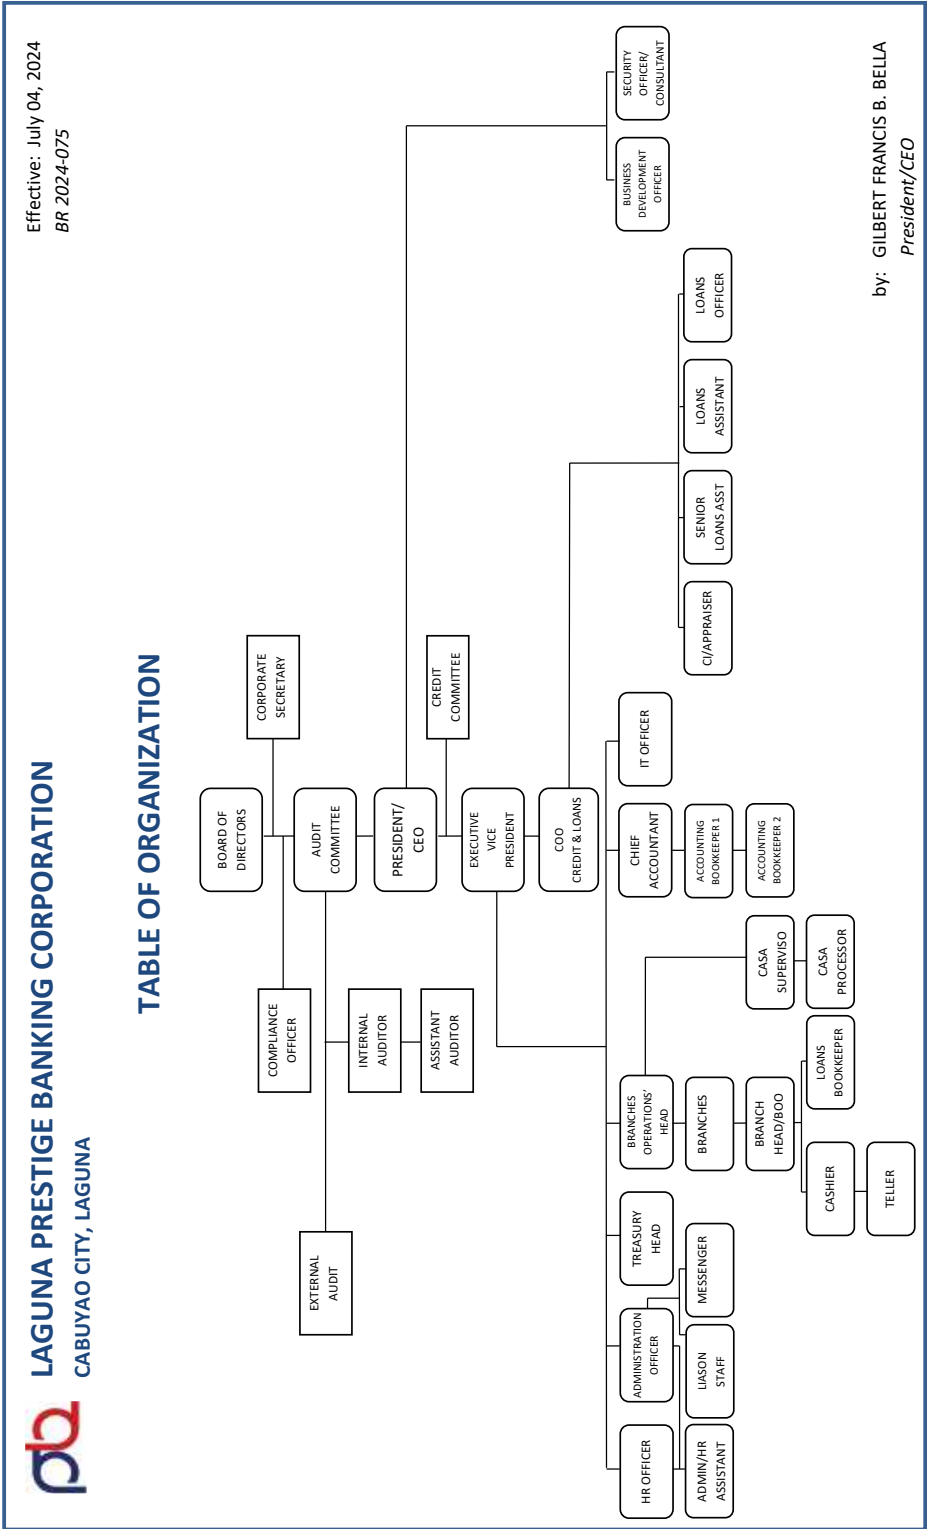 LAGUNA PRESTIGE BANKING CORPORATION
CABUYAO CITY, LAGUNA
Effective: July 04, 2024
BR 2024-075
TABLE OF ORGANIZATION
BOARD OF
DIRECTORS
CORPORATE
SECRETARY
COMPLIANCE
OFFICER
AUDIT
COMMITTEE
EXTERNAL
AUDIT
INTERNAL
AUDITOR
ASSISTANT
AUDITOR
PRESIDENT/
CEO
CREDIT
COMMITTEE
EXECUTIVE
VICE
PRESIDENT
COO
CREDIT & LOANS
BUSINESS
DEVELOPMENT
OFFICER
SECURITY
OFFICER/
CONSULTANT
HR OFFICER
ADMINISTRATION
OFFICER
TREASURY
HEAD
BRANCHES
OPERATIONS'
HEAD
CHIEF
ACCOUNTANT
IT OFFICER
ADMIN/HR
ASSISTANT
LIASON
STAFF
MESSENGER
BRANCHES
ACCOUNTING
BOOKKEEPER 1
CI/APPRAISER
SENIOR
LOANS ASST
LOANS
ASSISTANT
LOANS
OFFICER
BRANCH
HEAD/BOO
CASA
SUPERVISO
ACCOUNTING
BOOKKEEPER 2
CASHIER
LOANS
BOOKKEEPER
CASA
PROCESSOR
TELLER
by: GILBERT FRANCIS B. BELLA
President/CEO